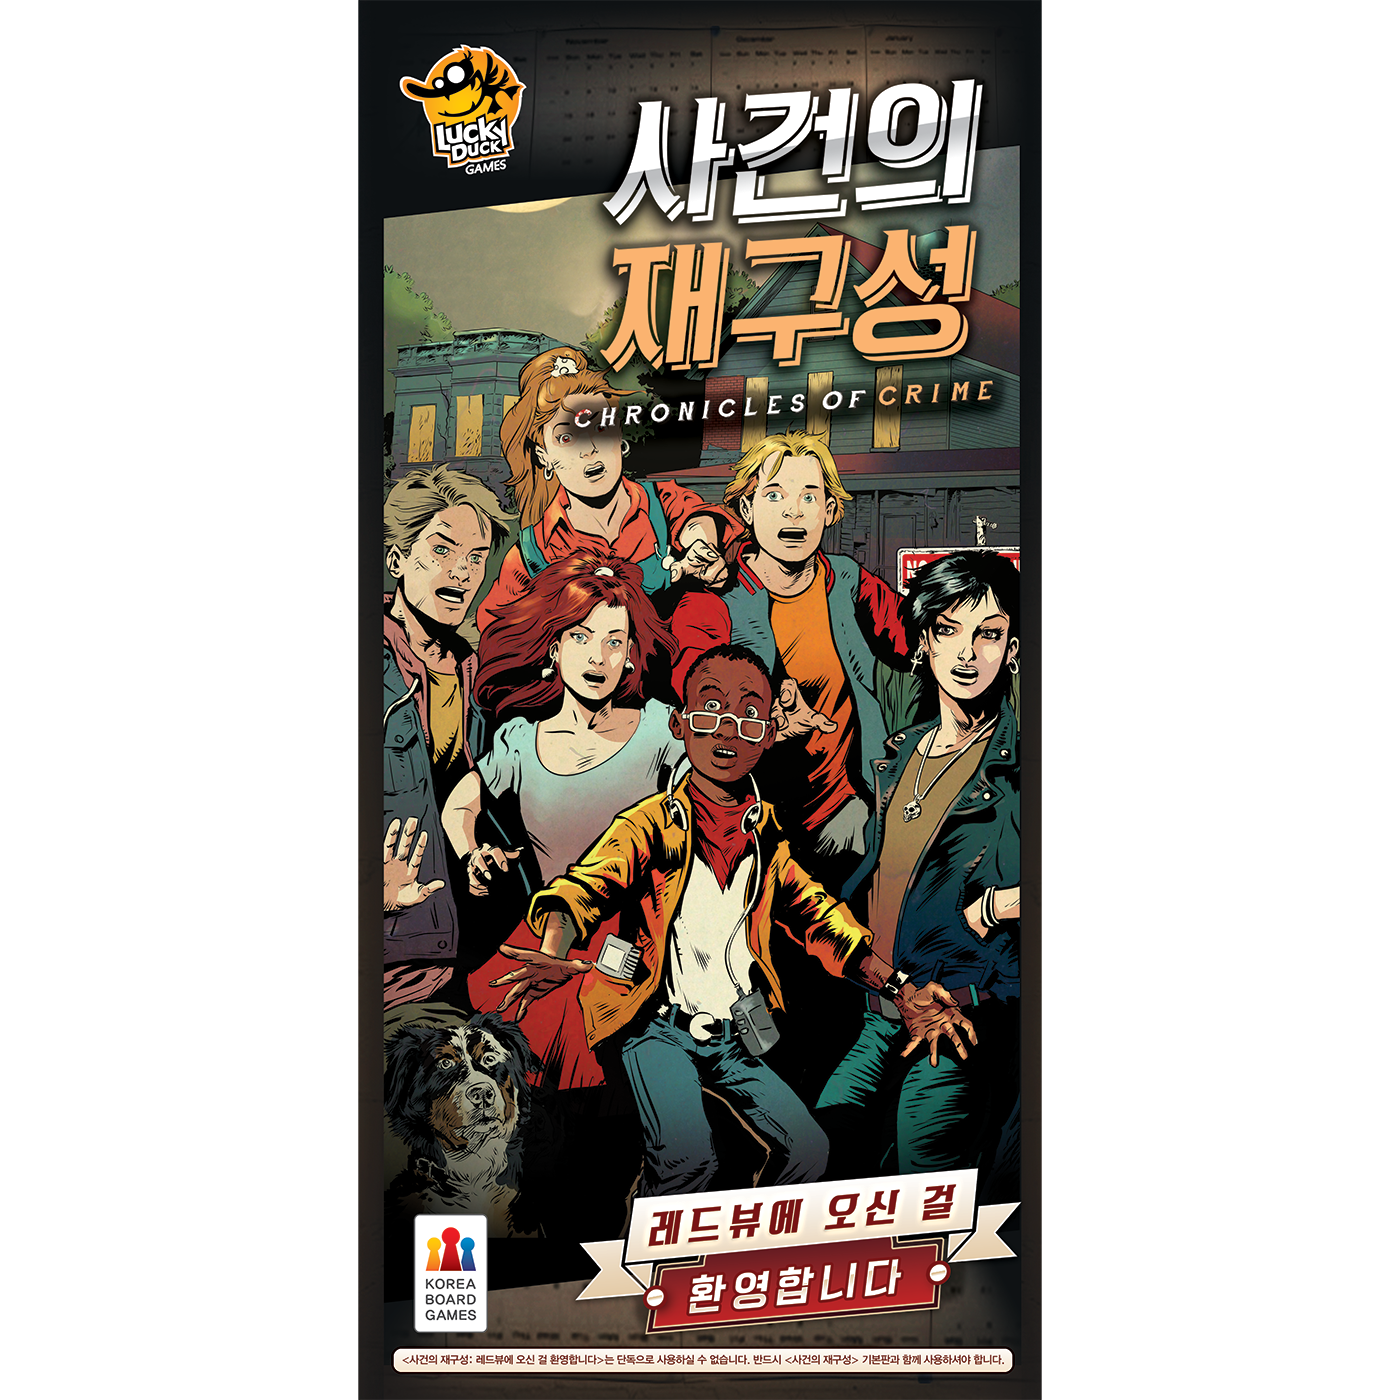 November
December
January
Lucky
Duck
GAMES
사건의
재구성
CHRONICLES OF CRIME
레드뷰에 오신 걸
환영합니다
KOREA
BOARD
GAMES
<사건의 재구성: 레드뷰에 오신 걸 환영합니다>는 단독으로 사용하실 수 없습니다. 반드시 <사건의 재구성> 기본판과 함께 사용하셔야 합니다.